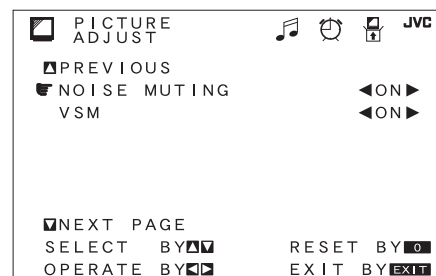 PICTURE JVC
ADJUST
▲PREVIOUS
NOISE MUTING ◀ON▶
VSM ◀ON▶
▼NEXT PAGE
SELECT BY▲▼ RESET BY 0
OPERATE BY◀▶ EXIT BY EXIT